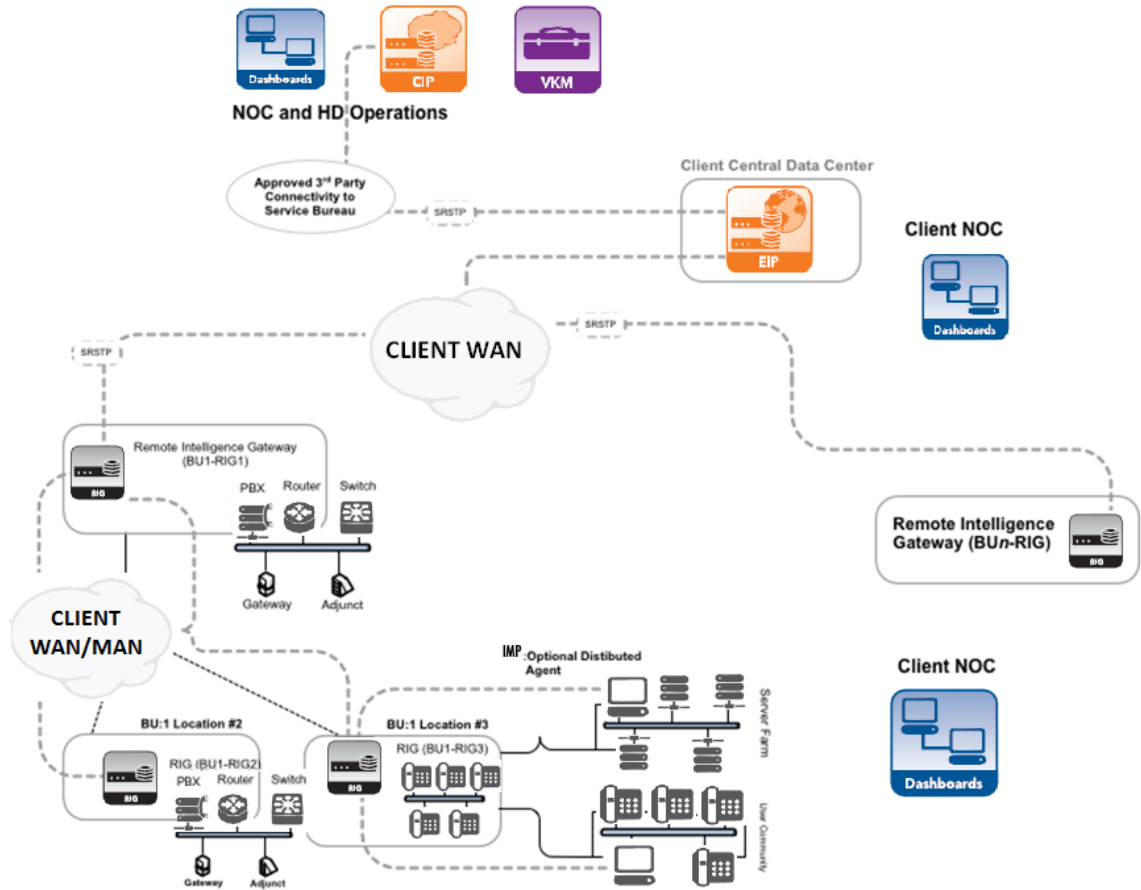 Dashboards
CIP
VKM
NOC and HD Operations
Approved 3rd Party
Connectivity to
Service Bureau
SRSTP
Client Central Data Center
EIP
Client NOC
Dashboards
CLIENT WAN
SRSTP
SRSTP
Remote Intelligence Gateway
(BU1-RIG1)
RIG
PBX
Router
Switch
Gateway
Adjunct
Remote Intelligence
Gateway (BUn-RIG)
RIG
CLIENT
WAN/MAN
IMP:Optional Distibuted
Agent
Server Farm
Client NOC
Dashboards
BU:1 Location #2
RIG (BU1-RIG2)
RIG
PBX
Router
Switch
Gateway
Adjunct
BU:1 Location #3
RIG (BU1-RIG3)
RIG
User Community